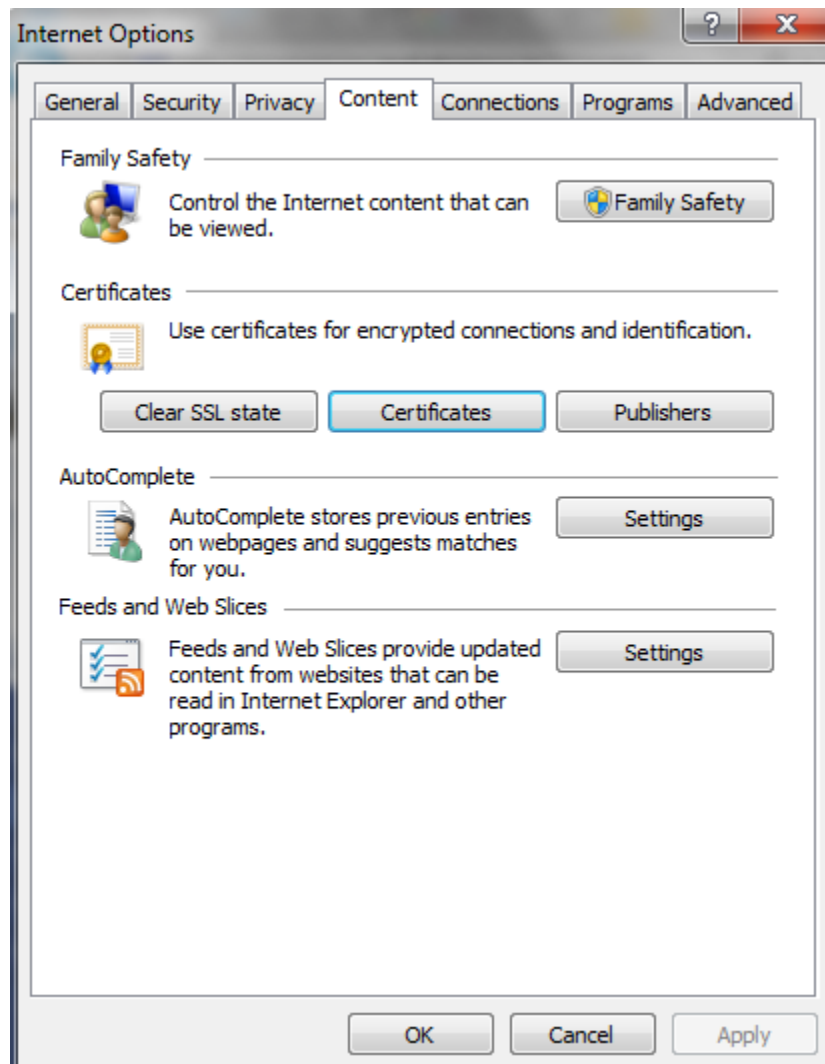 Internet Options
?
X
General Security Privacy Content Connections Programs Advanced
Family Safety
Control the Internet content that can
be viewed.
Family Safety
Certificates
Use certificates for encrypted connections and identification.
Clear SSL state Certificates Publishers
AutoComplete
AutoComplete stores previous entries
on webpages and suggests matches
for you.
Settings
Feeds and Web Slices
Feeds and Web Slices provide updated
content from websites that can be
read in Internet Explorer and other
programs.
Settings
OK Cancel Apply